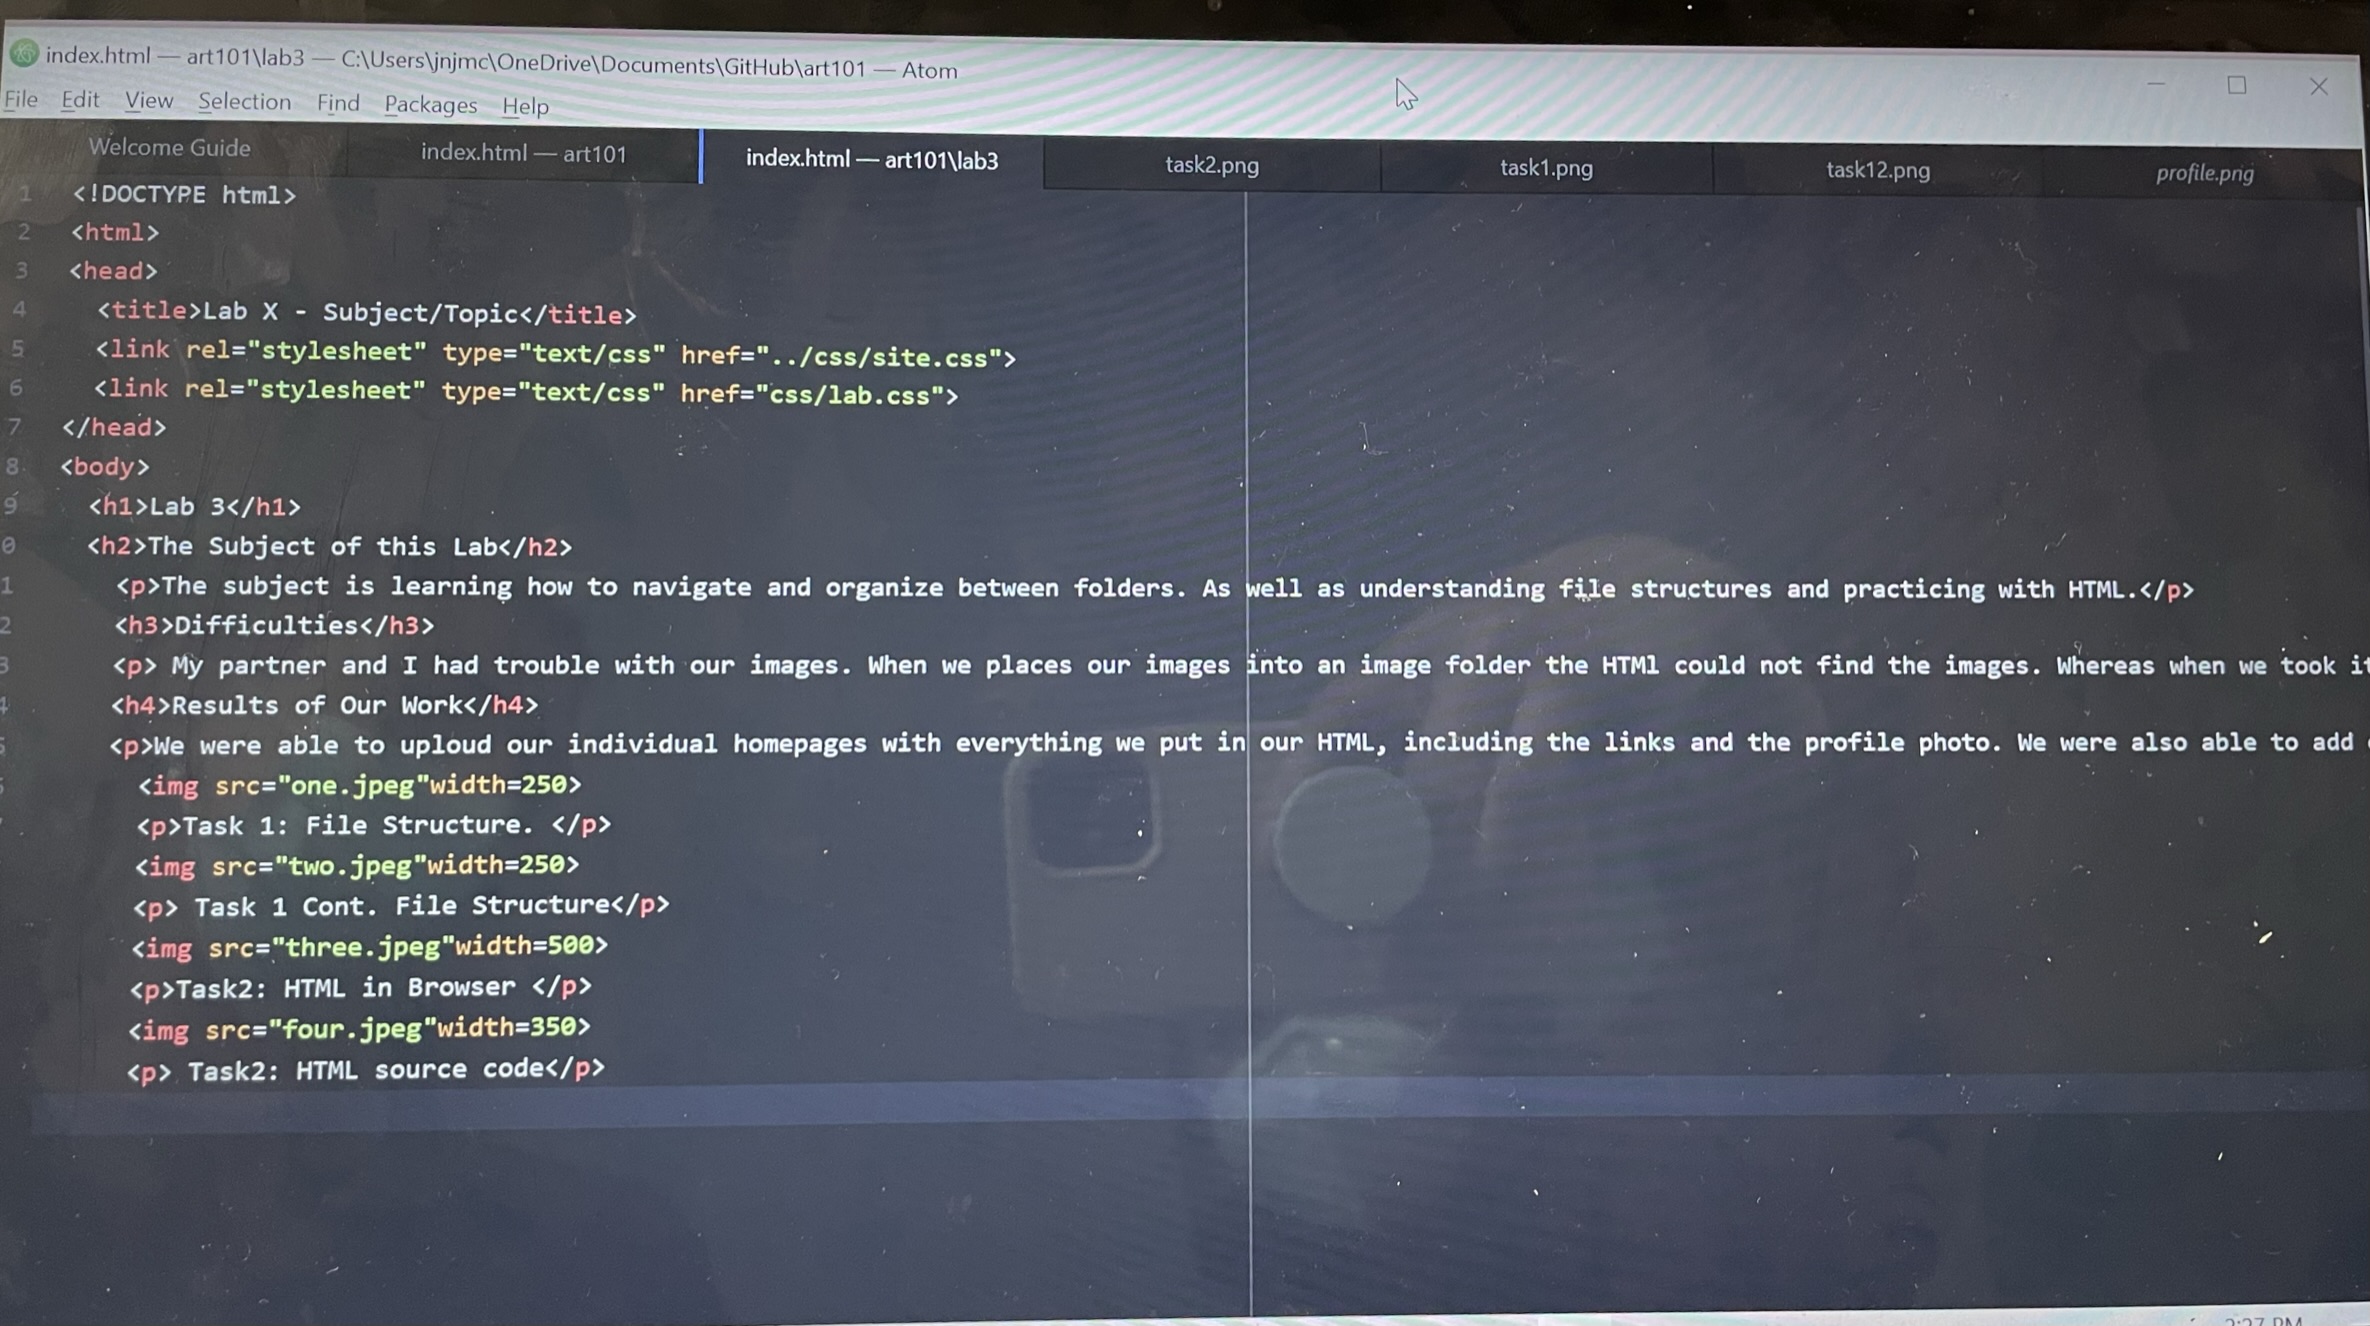 index.html — art101\lab3 — C:\Users\jnjmc\OneDrive\Documents\GitHub\art101 — Atom
File Edit View Selection Find Packages Help
Welcome Guide index.html — art101 index.html — art101\lab3 task2.png task1.png task12.png profile.png
1 <!DOCTYPE html>
2 <html>
3 <head>
4 <title>Lab X - Subject/Topic</title>
5 <link rel="stylesheet" type="text/css" href="../css/site.css">
6 <link rel="stylesheet" type="text/css" href="css/lab.css">
7 </head>
8 <body>
9 <h1>Lab 3</h1>
0 <h2>The Subject of this Lab</h2>
1 <p>The subject is learning how to navigate and organize between folders. As well as understanding file structures and practicing with HTML.</p>
2 <h3>Difficulties</h3>
3 <p> My partner and I had trouble with our images. When we places our images into an image folder the HTMl could not find the images. Whereas when we took it
4 <h4>Results of Our Work</h4>
<p>We were able to uploud our individual homepages with everything we put in our HTML, including the links and the profile photo. We were also able to add
<img src="one.jpeg"width=250>
<p>Task 1: File Structure. </p>
<img src="two.jpeg"width=250>
<p> Task 1 Cont. File Structure</p>
<img src="three.jpeg"width=500>
<p>Task2: HTML in Browser </p>
<img src="four.jpeg"width=350>
<p> Task2: HTML source code</p>